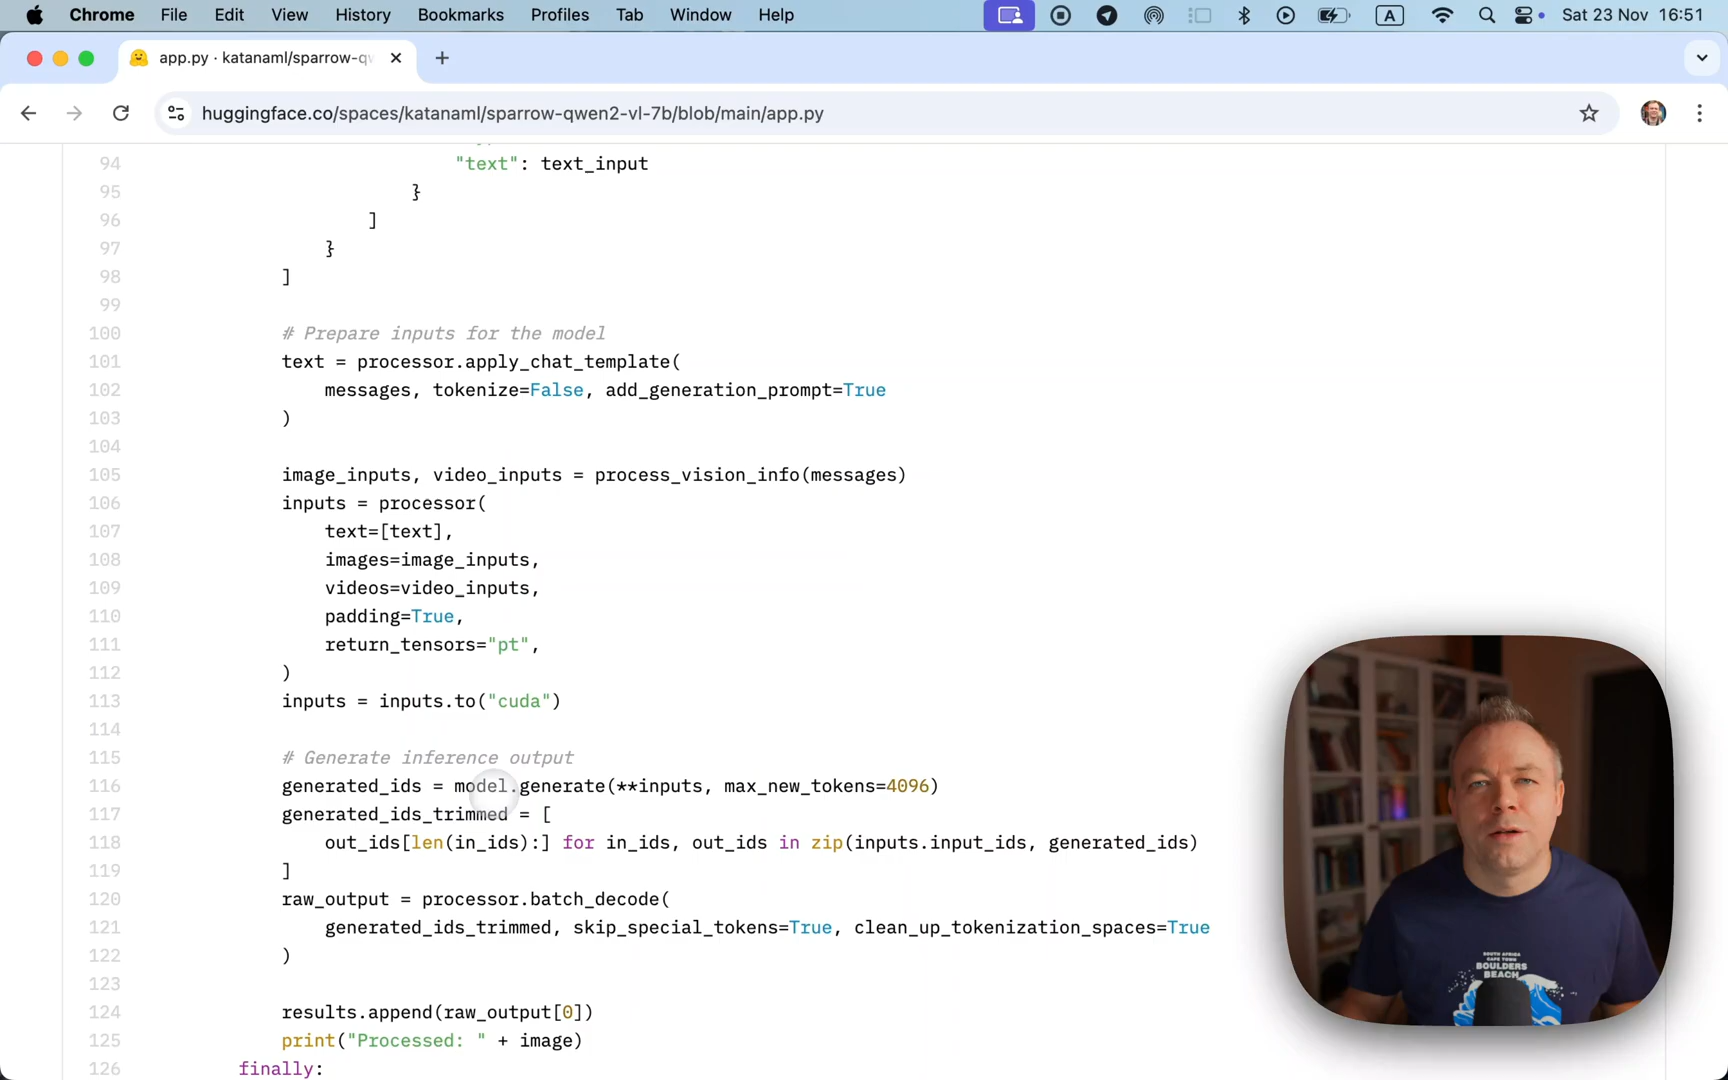 Chrome File Edit View History Bookmarks Profiles Tab Window Help A Sat 23 Nov 16:51
app.py · katanaml/sparrow-qw
huggingface.co/spaces/katanaml/sparrow-qwen2-vl-7b/blob/main/app.py
94 "text": text_input
95 }
96 ]
97 }
98 ]
99
100 # Prepare inputs for the model
101 text = processor.apply_chat_template(
102 messages, tokenize=False, add_generation_prompt=True
103 )
104
105 image_inputs, video_inputs = process_vision_info(messages)
106 inputs = processor(
107 text=[text],
108 images=image_inputs,
109 videos=video_inputs,
110 padding=True,
111 return_tensors="pt",
112 )
113 inputs = inputs.to("cuda")
114
115 # Generate inference output
116 generated_ids = model.generate(**inputs, max_new_tokens=4096)
117 generated_ids_trimmed = [
118 out_ids[len(in_ids):] for in_ids, out_ids in zip(inputs.input_ids, generated_ids)
119 ]
120 raw_output = processor.batch_decode(
121 generated_ids_trimmed, skip_special_tokens=True, clean_up_tokenization_spaces=True
122 )
123
124 results.append(raw_output[0])
125 print("Processed: " + image)
126 finally:
SOUTH AFRICA
CAPE TOWN
BOULDERS
BEACH